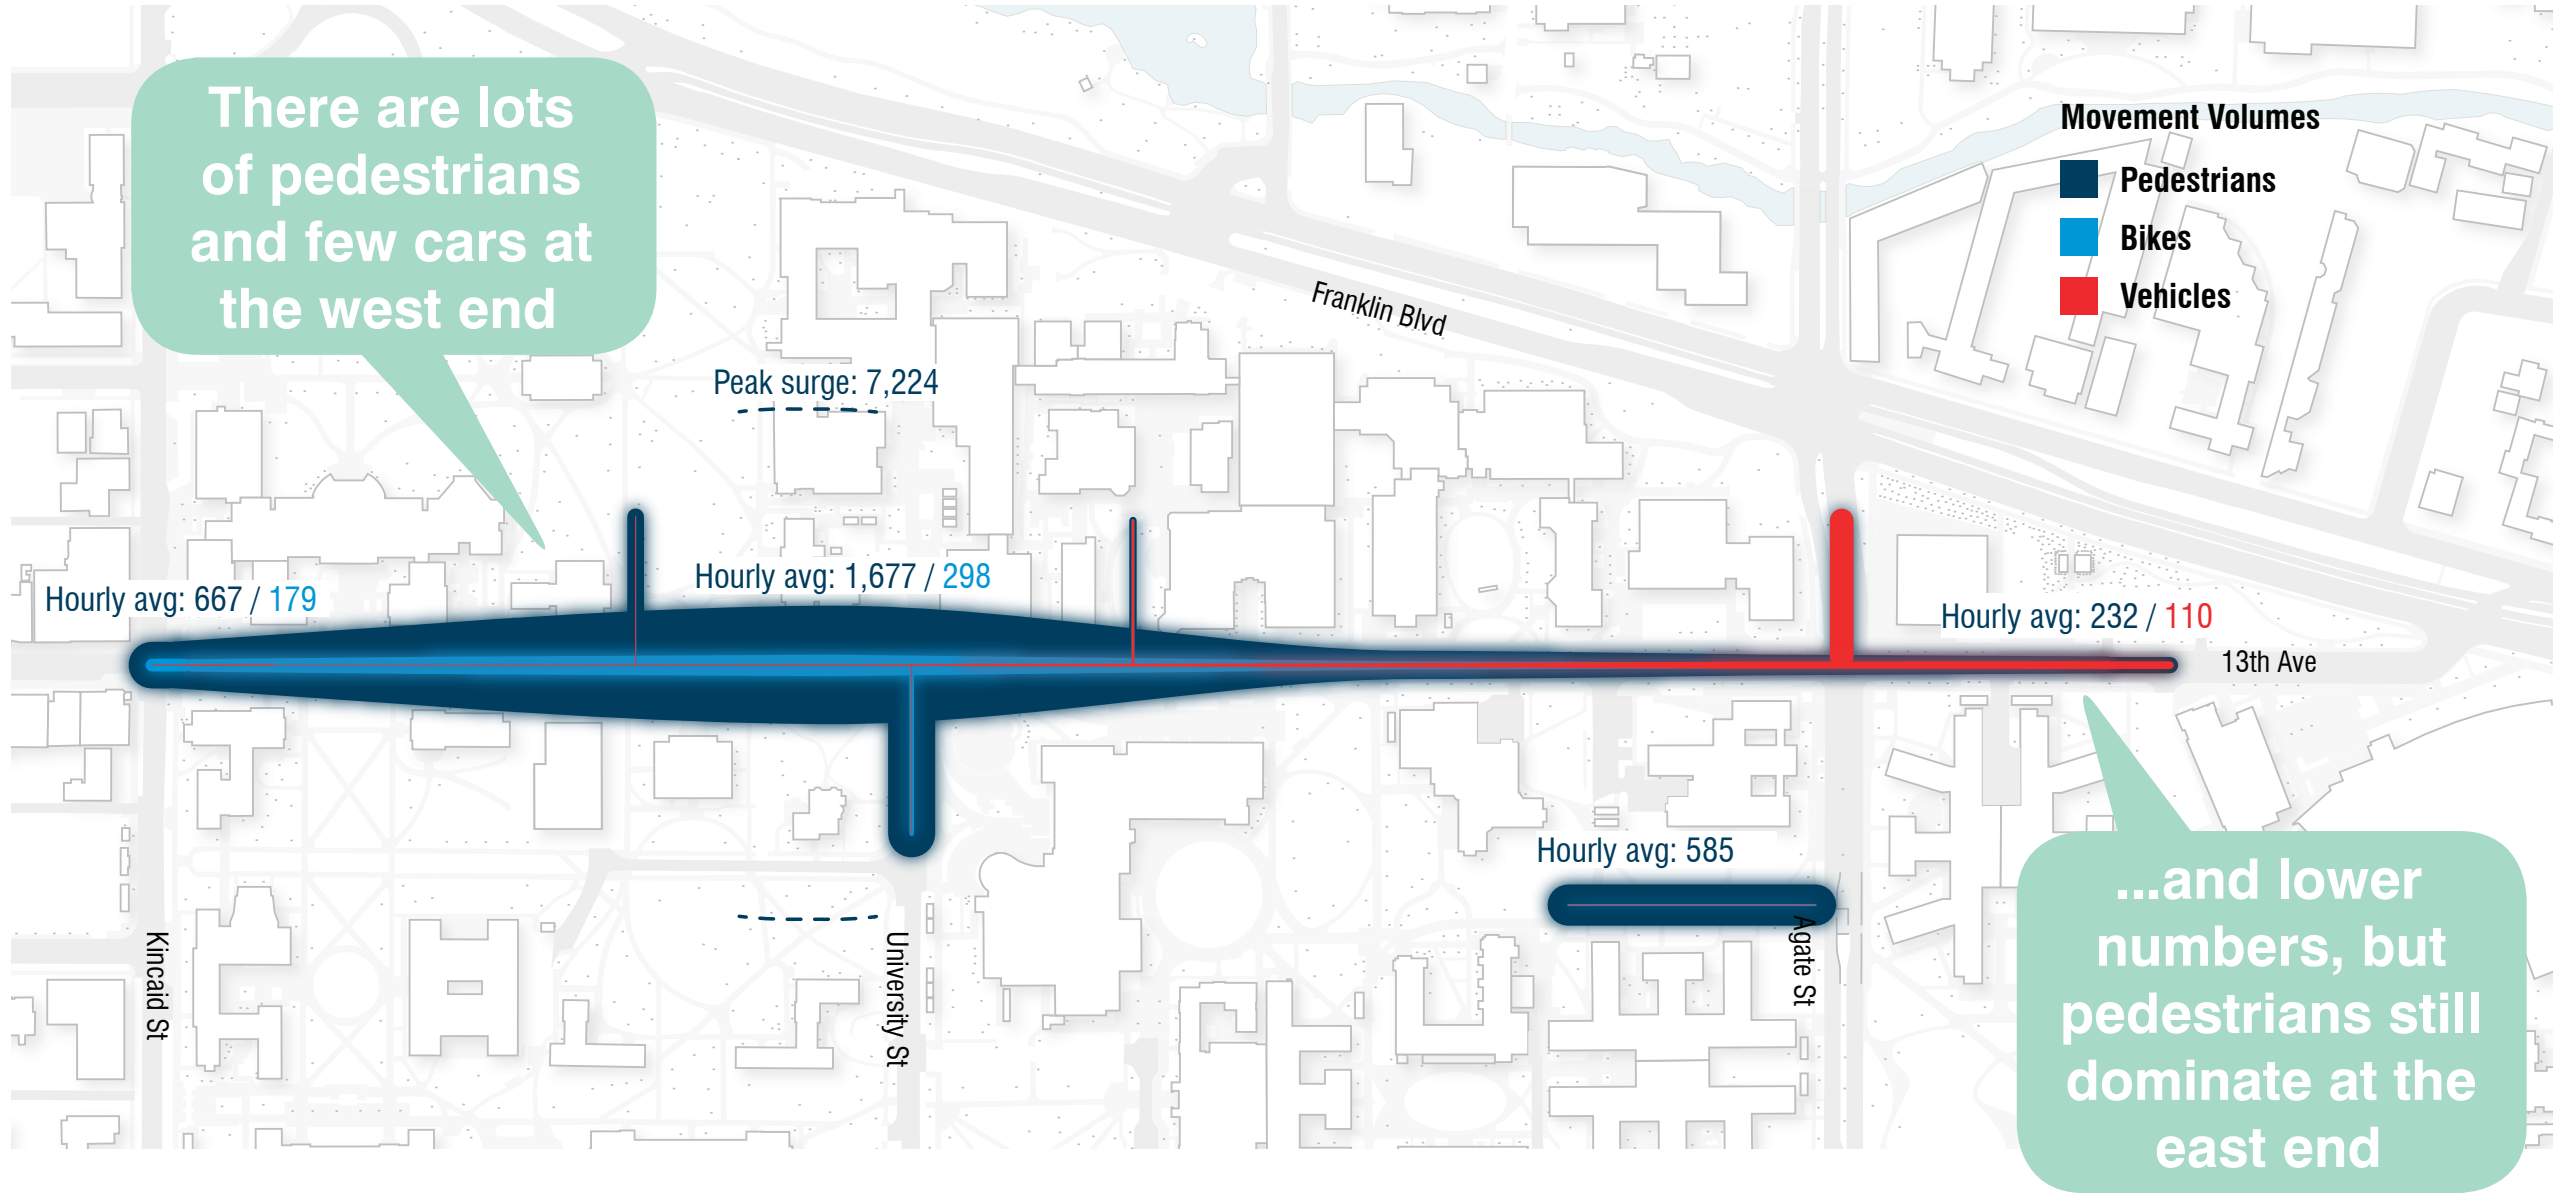 There are lots
of pedestrians
and few cars at
the west end
Movement Volumes
Pedestrians
Bikes
Vehicles
Franklin Blvd
Peak surge: 7,224
Hourly avg: 667 / 179
Hourly avg: 1,677 / 298
Hourly avg: 232 / 110
13th Ave
Hourly avg: 585
Kincaid St
University St
Agate St
...and lower
numbers, but
pedestrians still
dominate at the
east end